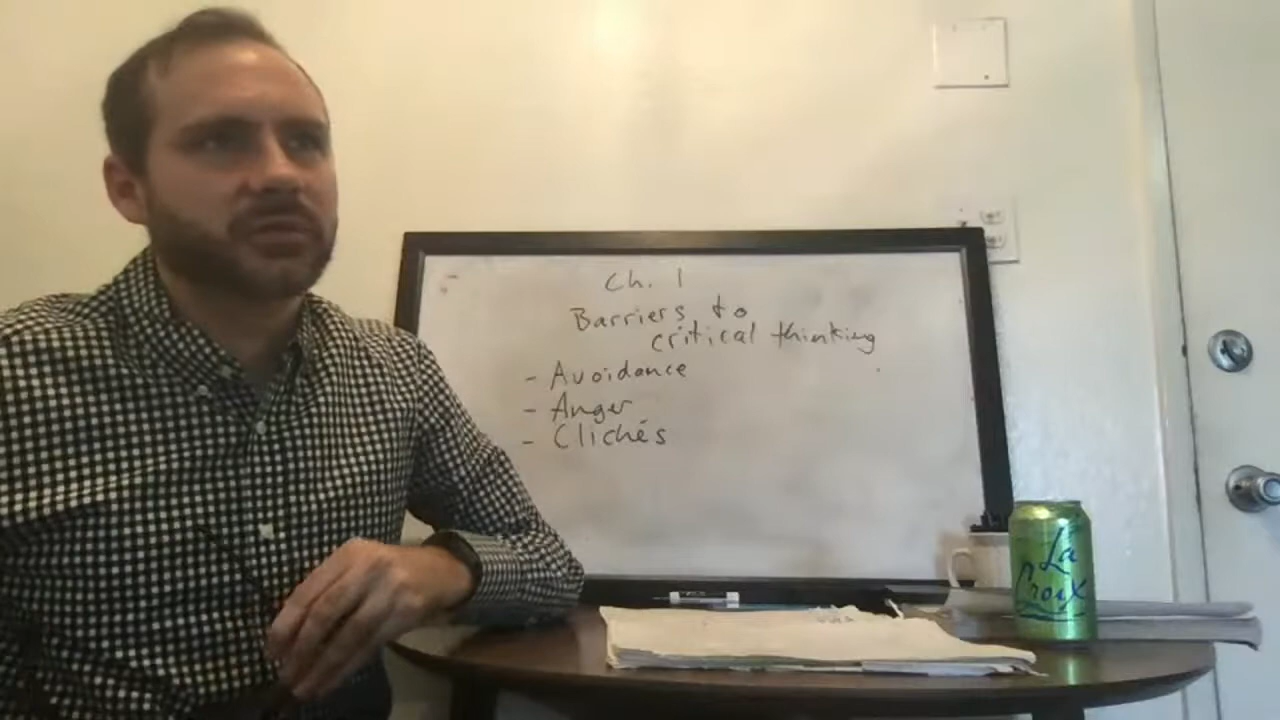 Ch. 1
Barriers to
critical thinking
- Avoidance
- Anger
- Clichés
La
Croix